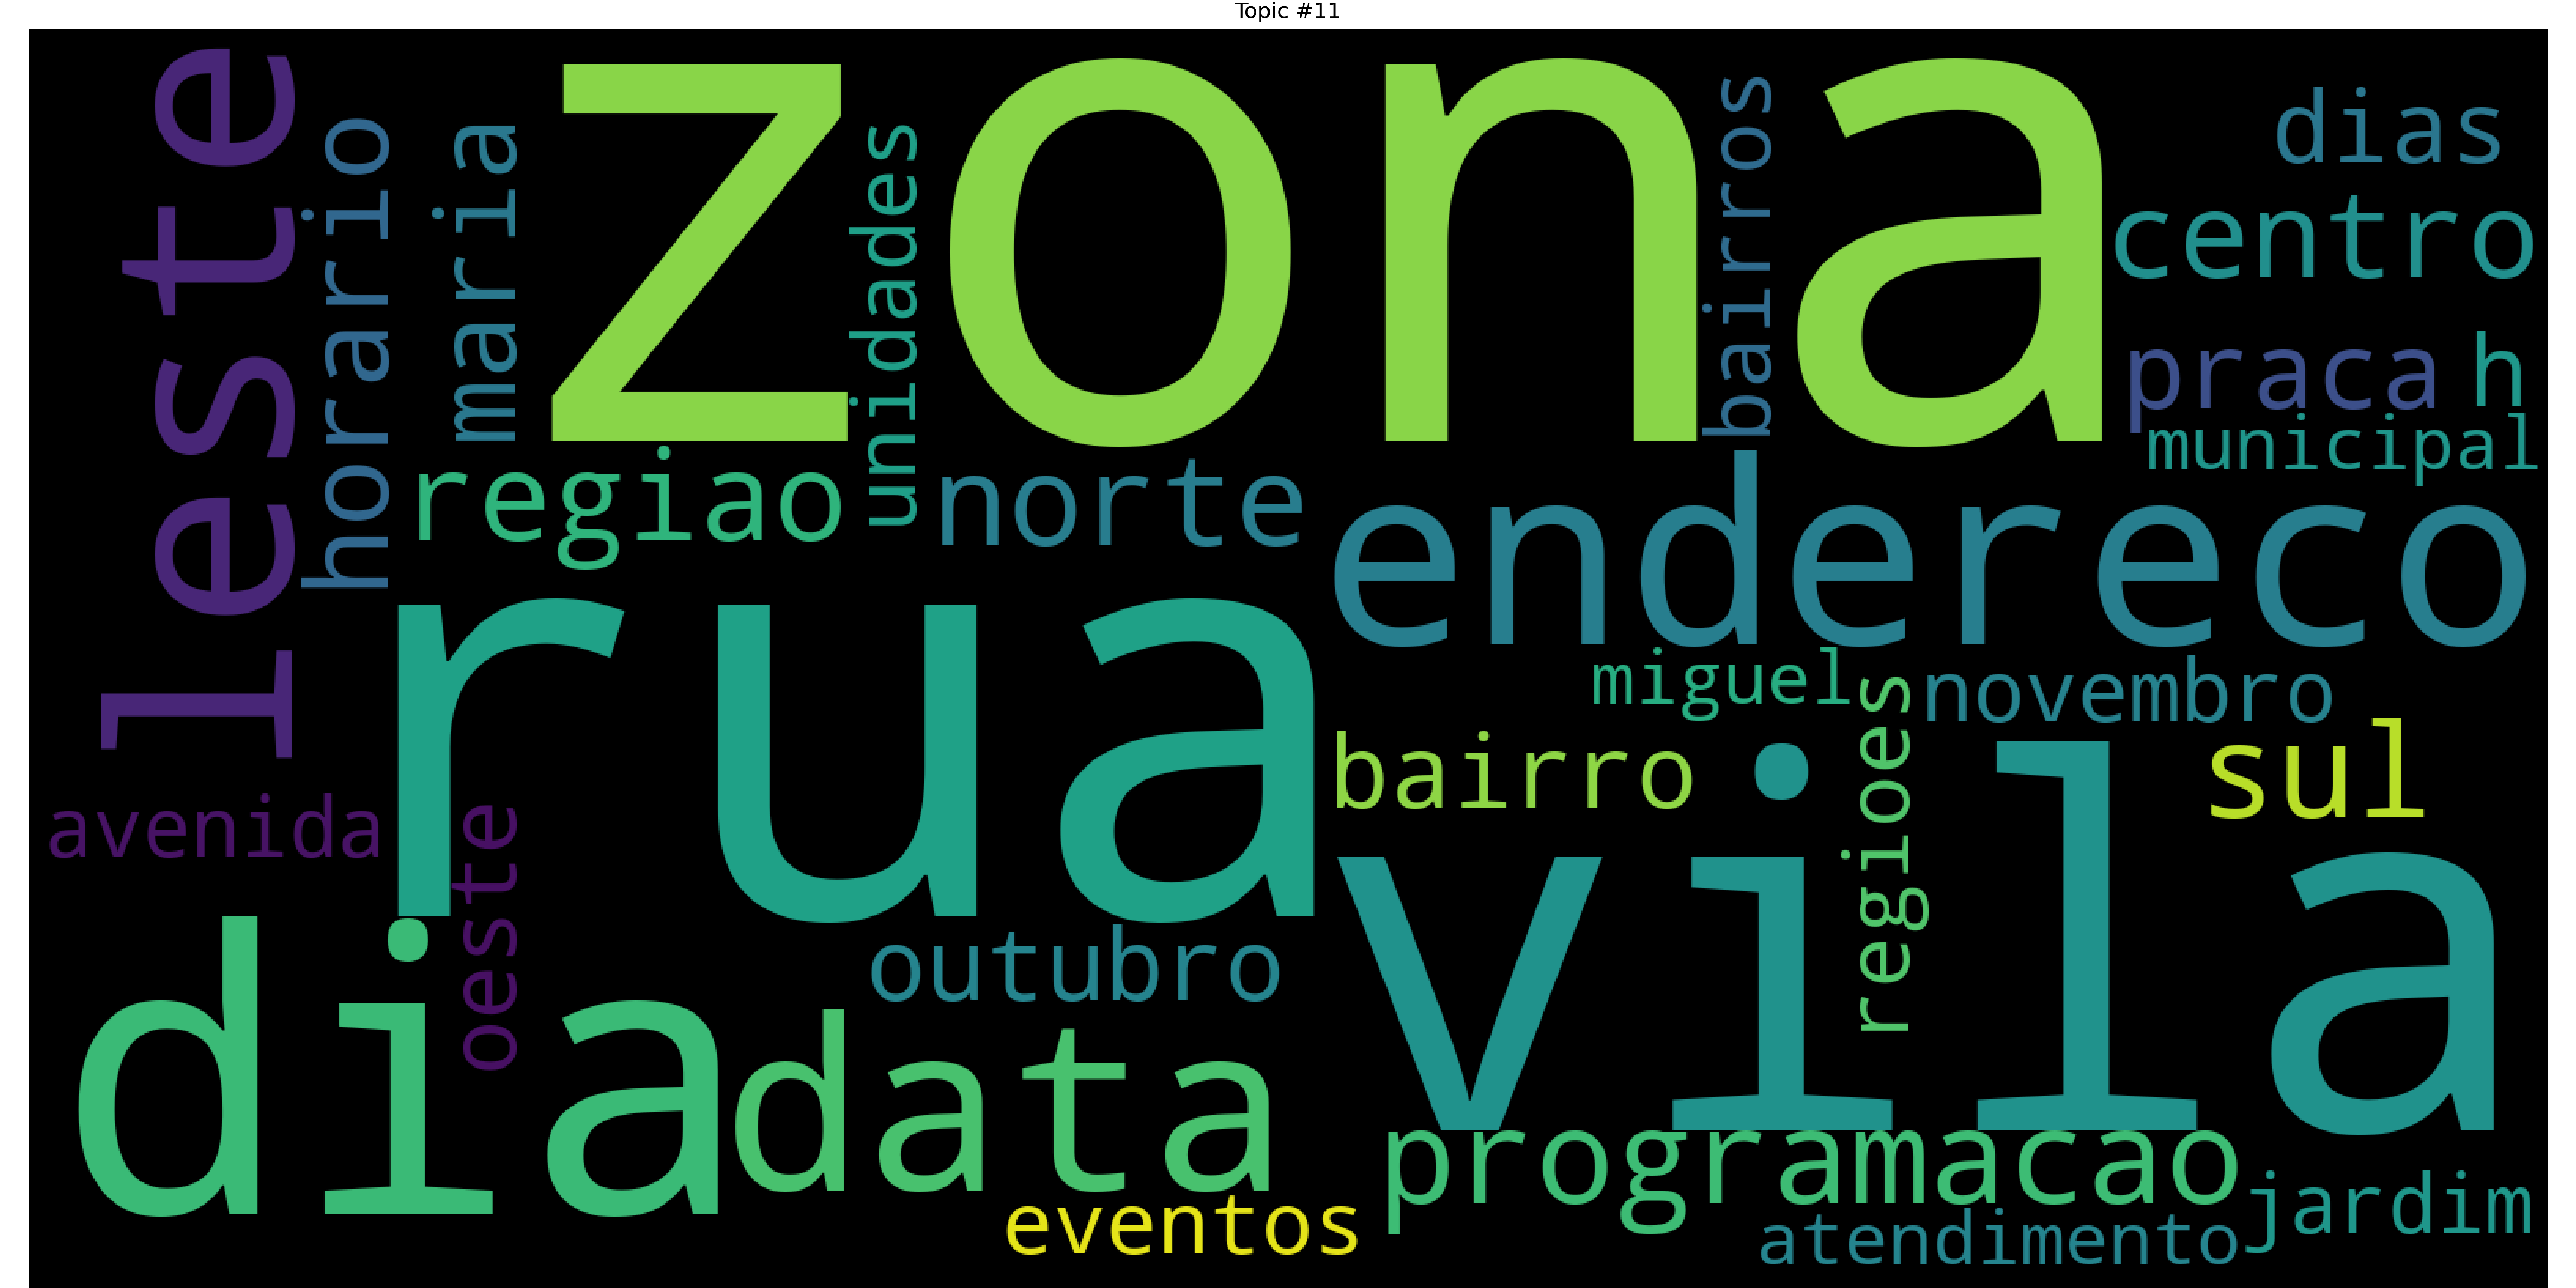 Topic #11
leste
horario
maria
zona
unidades
bairros
dias
centro
praca
h
municipal
regiao
norte
endereco
rua
miguel
novembro
regioes
bairro
sul
avenida
oeste
vila
dia
outubro
data
programacao
eventos
jardim
atendimento